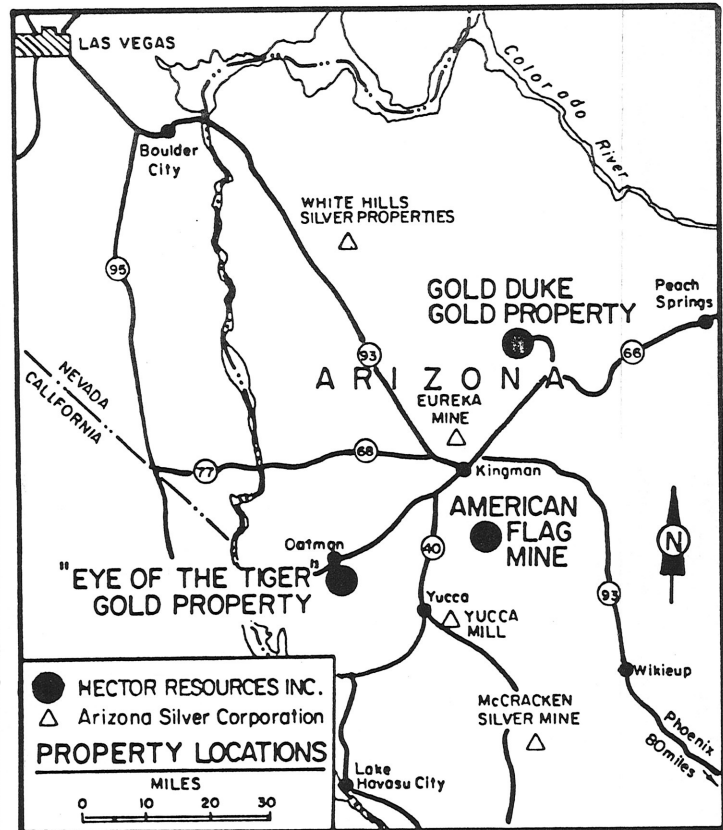 LAS VEGAS
Colorado
River
Boulder
City
WHITE HILLS
SILVER PROPERTIES
95
GOLD DUKE
GOLD PROPERTY
Peach
Springs
93
66
ARIZONA
NEVADA
CALIFORNIA
EUREKA
MINE
68
77
Kingman
AMERICAN
FLAG
MINE
N
Oatman
40
"EYE OF THE TIGER"
GOLD PROPERTY
93
Yucca
YUCCA
MILL
Wikieup
McCRACKEN
SILVER MINE
Phoenix
80 miles
HECTOR RESOURCES INC.
Arizona Silver Corporation
PROPERTY LOCATIONS
MILES
0 10 20 30
Lake
Havasu City